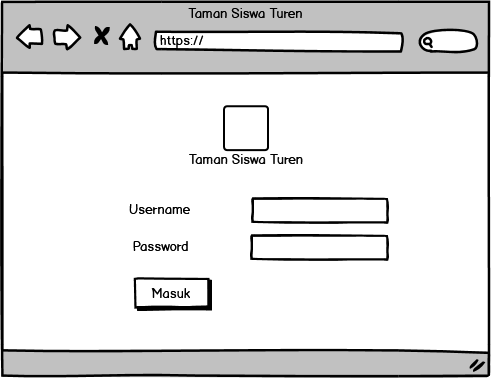 Taman Siswa Turen
https://
Taman Siswa Turen
Username
Password
Masuk